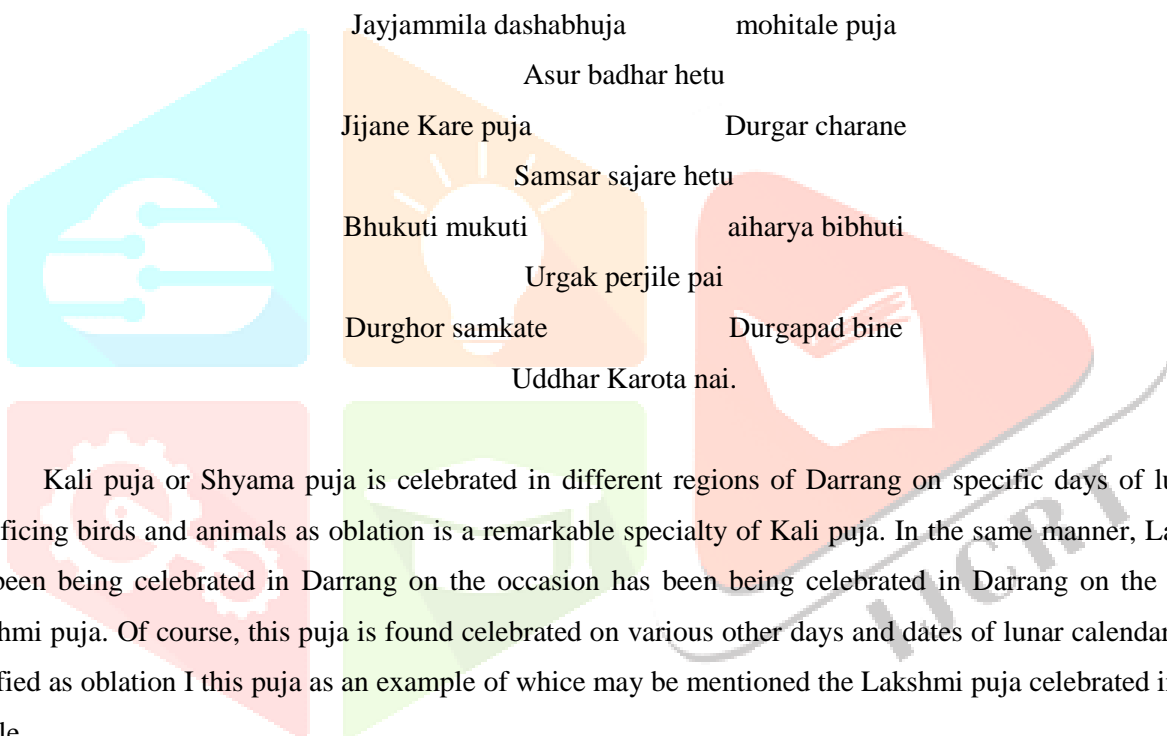 Jayjammila dashabhuja mohitale puja
Asur badhar hetu
Jijane Kare puja Durgar charane
Samsar sajare hetu
Bhukuti mukuti aiharya bibhuti
Urgak perjile pai
Durghor samkate Durgapad bine
Uddhar Karota nai.
Kali puja or Shyama puja is celebrated in different regions of Darrang on specific days of
ficing birds and animals as oblation is a remarkable specialty of Kali puja. In the same manner,
been being celebrated in Darrang on the occasion has been being celebrated in Darrang on the
hmi puja. Of course, this puja is found celebrated on various other days and dates of lunar calendar
fied as oblation I this puja as an example of whice may be mentioned the Lakshmi puja celebrated
IJCRT